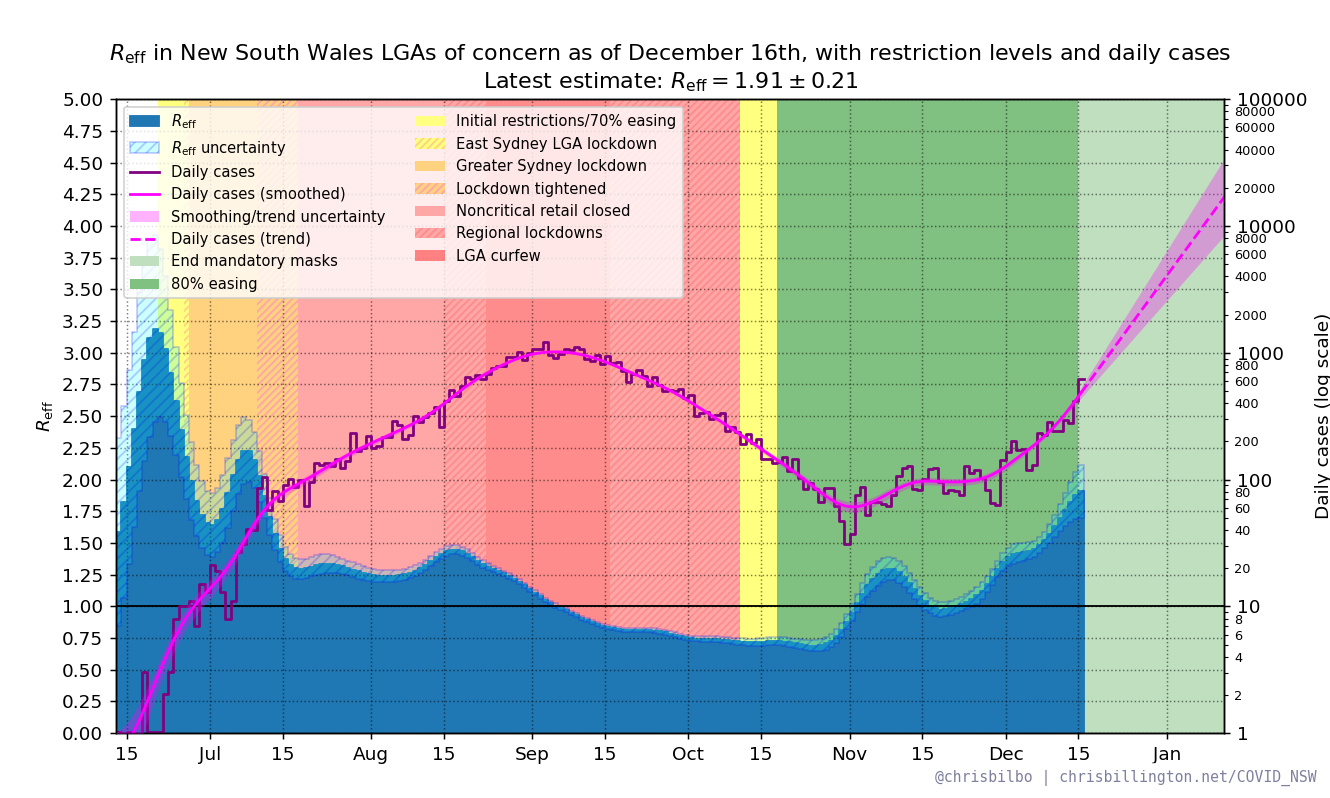 Reff in New South Wales LGAs of concern as of December 16th, with restriction levels and daily cases
Latest estimate: Reff = 1.91 ± 0.21
Reff
Reff uncertainty
Daily cases
Daily cases (smoothed)
Smoothing/trend uncertainty
Daily cases (trend)
End mandatory masks
80% easing
Initial restrictions/70% easing
East Sydney LGA lockdown
Greater Sydney lockdown
Lockdown tightened
Noncritical retail closed
Regional lockdowns
LGA curfew
Reff
5.00
4.75
4.50
4.25
4.00
3.75
3.50
3.25
3.00
2.75
2.50
2.25
2.00
1.75
1.50
1.25
1.00
0.75
0.50
0.25
0.00
15
Jul
15
Aug
15
Sep
15
Oct
15
Nov
15
Dec
15
Jan
100000
80000
60000
40000
20000
10000
8000
6000
4000
2000
1000
800
600
400
200
100
80
60
40
20
10
8
6
4
2
1
Daily cases (log scale)
@chrisbilbo | chrisbillington.net/COVID_NSW